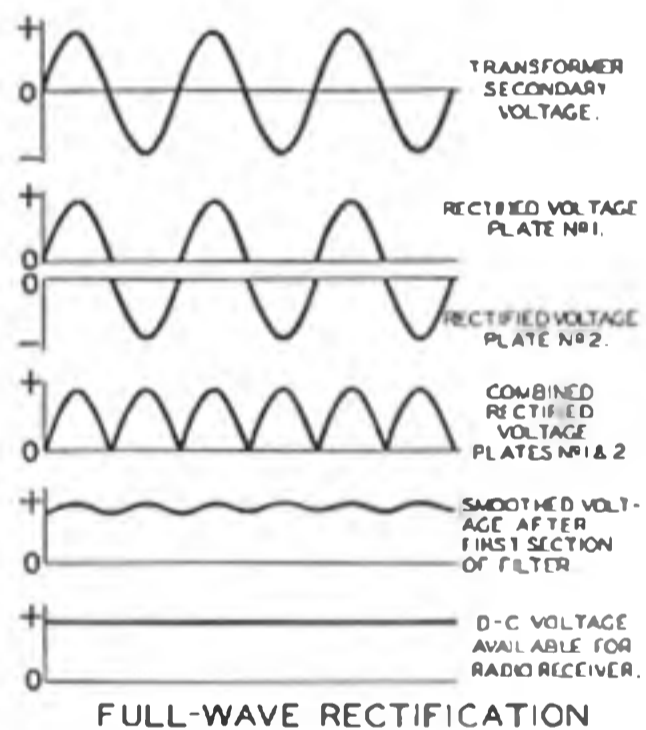 +
0
−
TRANSFORMER
SECONDARY
VOLTAGE.
+
0
RECTIFIED VOLTAGE
PLATE Nº1.
0
−
RECTIFIED VOLTAGE
PLATE Nº2.
+
0
COMBINED
RECTIFIED
VOLTAGE
PLATES Nº1&2
+
0
SMOOTHED VOLT-
AGE AFTER
FIRST SECTION
OF FILTER
+
0
D-C VOLTAGE
AVAILABLE FOR
RADIO RECEIVER.
FULL-WAVE RECTIFICATION